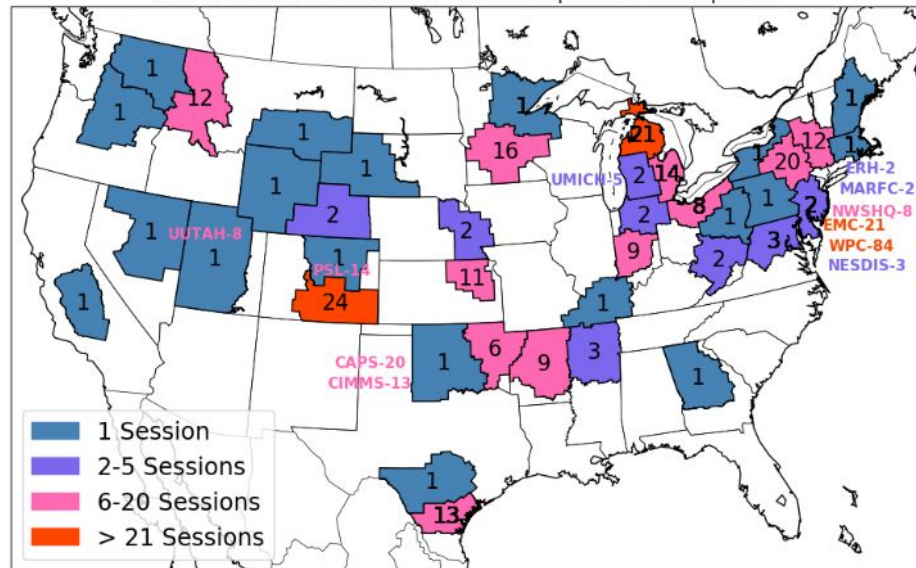 1
12
1
1
1
1
2
1
UUTAH-8
1
1
PSL-14
24
1
16
2
11
21
UMICH-5
2
14
2
9
8
1
12
1
1
20
1
1
2
3
2
ERH-2
MARFC-2
NWSHQ-8
EMC-21
WPC-84
NESDIS-3
1
CAPS-20
CIMMS-13
1
6
9
3
1
1
13
1 Session
2-5 Sessions
6-20 Sessions
> 21 Sessions